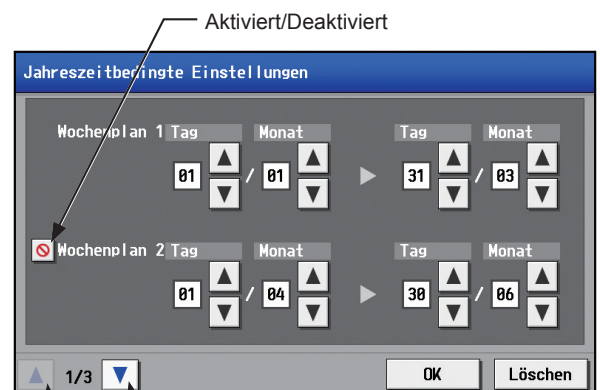 Aktiviert/Deaktiviert
Jahreszeitbedingte Einstellungen
Wochenplan 1 Tag Monat Tag Monat
01 / 01 31 / 03
Wochenplan 2 Tag Monat Tag Monat
01 / 04 30 / 06
1/3 OK Löschen